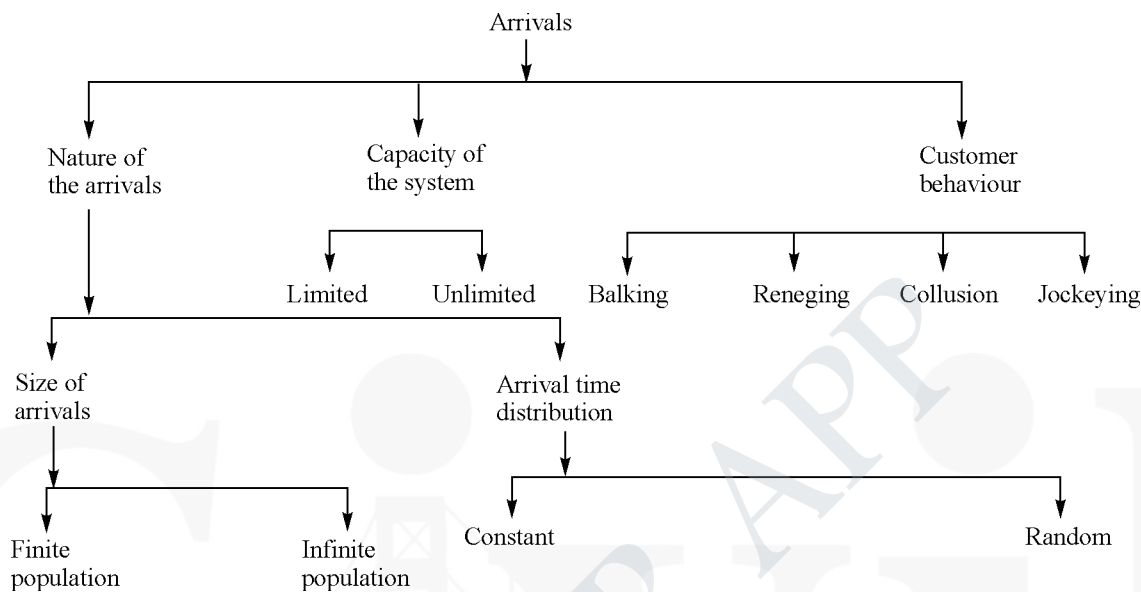 Arrivals
Nature of
the arrivals
Capacity of
the system
Customer
behaviour
Limited
Unlimited
Balking
Reneging
Collusion
Jockeying
Size of
arrivals
Arrival time
distribution
Finite
population
Infinite
population
Constant
Random
APP